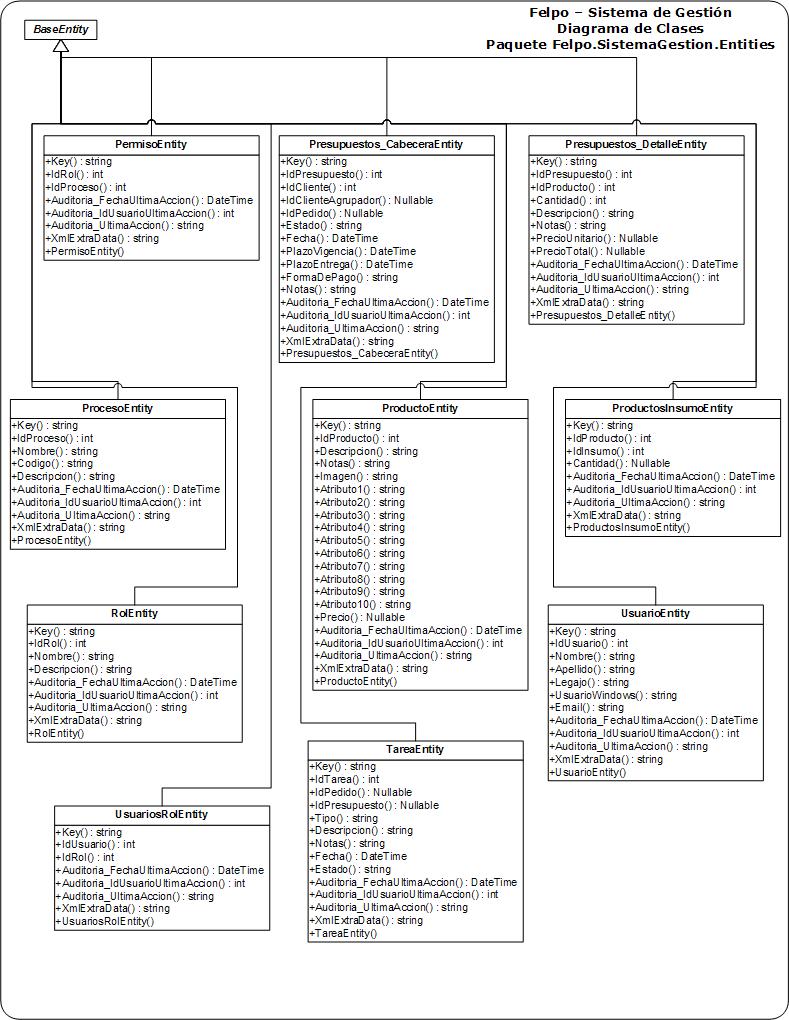 Felpo – Sistema de Gestión
Diagrama de Clases
Paquete Felpo.SistemaGestion.Entities
BaseEntity
PermisoEntity
+Key() : string
+IdRol() : int
+IdProceso() : int
+Auditoria_FechaUltimaAccion() : DateTime
+Auditoria_IdUsuarioUltimaAccion() : int
+Auditoria_UltimaAccion() : string
+XmlExtraData() : string
+PermisoEntity()
Presupuestos_CabeceraEntity
+Key() : string
+IdPresupuesto() : int
+IdCliente() : int
+IdClienteAgrupador() : Nullable
+IdPedido() : Nullable
+Estado() : string
+Fecha() : DateTime
+PlazoVigencia() : DateTime
+PlazoEntrega() : DateTime
+FormaDePago() : string
+Notas() : string
+Auditoria_FechaUltimaAccion() : DateTime
+Auditoria_IdUsuarioUltimaAccion() : int
+Auditoria_UltimaAccion() : string
+XmlExtraData() : string
+Presupuestos_CabeceraEntity()
Presupuestos_DetalleEntity
+Key() : string
+IdPresupuesto() : int
+IdProducto() : int
+Cantidad() : int
+Descripcion() : string
+Notas() : string
+PrecioUnitario() : Nullable
+PrecioTotal() : Nullable
+Auditoria_FechaUltimaAccion() : DateTime
+Auditoria_IdUsuarioUltimaAccion() : int
+Auditoria_UltimaAccion() : string
+XmlExtraData() : string
+Presupuestos_DetalleEntity()
ProcesoEntity
+Key() : string
+IdProceso() : int
+Nombre() : string
+Codigo() : string
+Descripcion() : string
+Auditoria_FechaUltimaAccion() : DateTime
+Auditoria_IdUsuarioUltimaAccion() : int
+Auditoria_UltimaAccion() : string
+XmlExtraData() : string
+ProcesoEntity()
ProductoEntity
+Key() : string
+IdProducto() : int
+Descripcion() : string
+Notas() : string
+Imagen() : string
+Atributo1() : string
+Atributo2() : string
+Atributo3() : string
+Atributo4() : string
+Atributo5() : string
+Atributo6() : string
+Atributo7() : string
+Atributo8() : string
+Atributo9() : string
+Atributo10() : string
+Precio() : Nullable
+Auditoria_FechaUltimaAccion() : DateTime
+Auditoria_IdUsuarioUltimaAccion() : int
+Auditoria_UltimaAccion() : string
+XmlExtraData() : string
+ProductoEntity()
ProductosInsumoEntity
+Key() : string
+IdProducto() : int
+IdInsumo() : int
+Cantidad() : Nullable
+Auditoria_FechaUltimaAccion() : DateTime
+Auditoria_IdUsuarioUltimaAccion() : int
+Auditoria_UltimaAccion() : string
+XmlExtraData() : string
+ProductosInsumoEntity()
RolEntity
+Key() : string
+IdRol() : int
+Nombre() : string
+Descripcion() : string
+Auditoria_FechaUltimaAccion() : DateTime
+Auditoria_IdUsuarioUltimaAccion() : int
+Auditoria_UltimaAccion() : string
+XmlExtraData() : string
+RolEntity()
UsuarioEntity
+Key() : string
+IdUsuario() : int
+Nombre() : string
+Apellido() : string
+Legajo() : string
+UsuarioWindows() : string
+Email() : string
+Auditoria_FechaUltimaAccion() : DateTime
+Auditoria_IdUsuarioUltimaAccion() : int
+Auditoria_UltimaAccion() : string
+XmlExtraData() : string
+UsuarioEntity()
TareaEntity
+Key() : string
+IdTarea() : int
+IdPedido() : Nullable
+IdPresupuesto() : Nullable
+Tipo() : string
+Descripcion() : string
+Notas() : string
+Fecha() : DateTime
+Estado() : string
+Auditoria_FechaUltimaAccion() : DateTime
+Auditoria_IdUsuarioUltimaAccion() : int
+Auditoria_UltimaAccion() : string
+XmlExtraData() : string
+TareaEntity()
UsuariosRolEntity
+Key() : string
+IdUsuario() : int
+IdRol() : int
+Auditoria_FechaUltimaAccion() : DateTime
+Auditoria_IdUsuarioUltimaAccion() : int
+Auditoria_UltimaAccion() : string
+XmlExtraData() : string
+UsuariosRolEntity()